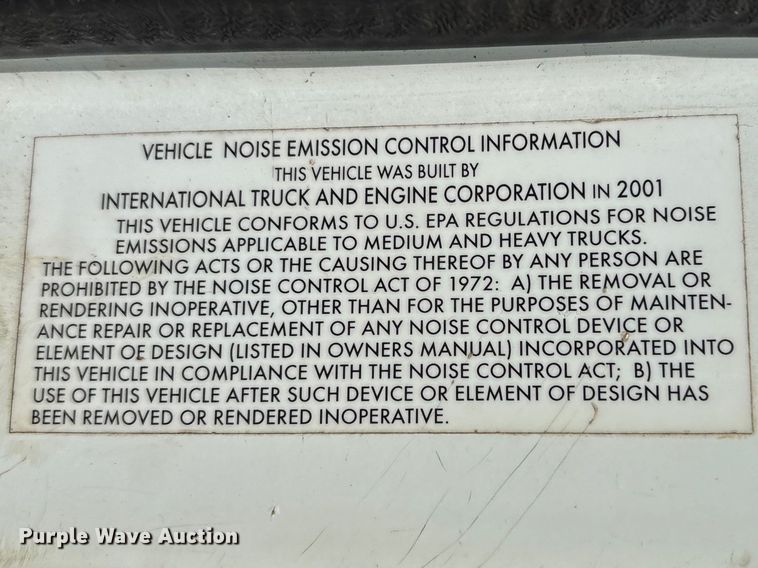 VEHICLE NOISE EMISSION CONTROL INFORMATION
THIS VEHICLE WAS BUILT BY
INTERNATIONAL TRUCK AND ENGINE CORPORATION IN 2001
THIS VEHICLE CONFORMS TO U.S. EPA REGULATIONS FOR NOISE
EMISSIONS APPLICABLE TO MEDIUM AND HEAVY TRUCKS.
THE FOLLOWING ACTS OR THE CAUSING THEREOF BY ANY PERSON ARE
PROHIBITED BY THE NOISE CONTROL ACT OF 1972: A) THE REMOVAL OR
RENDERING INOPERATIVE, OTHER THAN FOR THE PURPOSES OF MAINTEN-
ANCE REPAIR OR REPLACEMENT OF ANY NOISE CONTROL DEVICE OR
ELEMENT OF DESIGN (LISTED IN OWNERS MANUAL) INCORPORATED INTO
THIS VEHICLE IN COMPLIANCE WITH THE NOISE CONTROL ACT; B) THE
USE OF THIS VEHICLE AFTER SUCH DEVICE OR ELEMENT OF DESIGN HAS
BEEN REMOVED OR RENDERED INOPERATIVE.
Purple Wave Auction